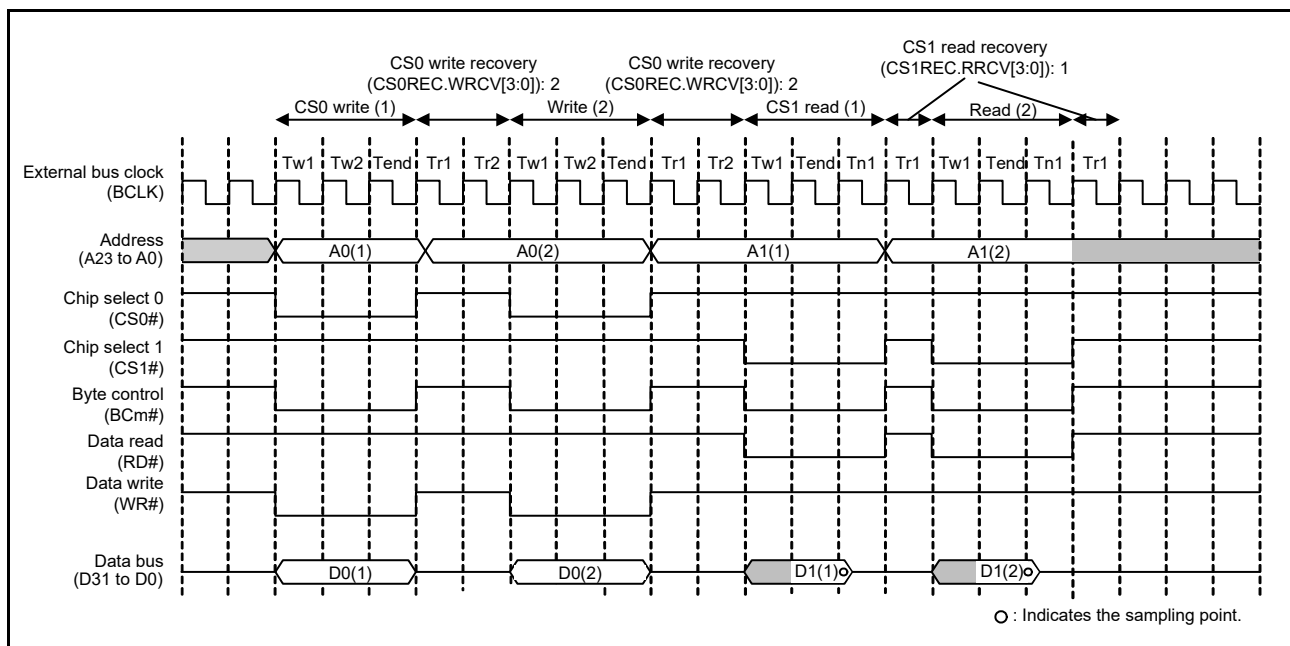 CS0 write recovery
(CS0REC.WRCV[3:0]): 2
CS0 write recovery
(CS0REC.WRCV[3:0]): 2
CS1 read recovery
(CS1REC.RRCV[3:0]): 1
CS0 write (1)
Write (2)
CS1 read (1)
Read (2)
Tw1 Tw2 Tend Tr1 Tr2 Tw1 Tw2 Tend Tr1 Tr2 Tw1 Tend Tn1 Tr1 Tw1 Tend Tn1 Tr1
External bus clock
(BCLK)
Address
(A23 to A0)
A0(1) A0(2) A1(1) A1(2)
Chip select 0
(CS0#)
Chip select 1
(CS1#)
Byte control
(BCm#)
Data read
(RD#)
Data write
(WR#)
Data bus
(D31 to D0)
D0(1) D0(2) D1(1) D1(2)
: Indicates the sampling point.